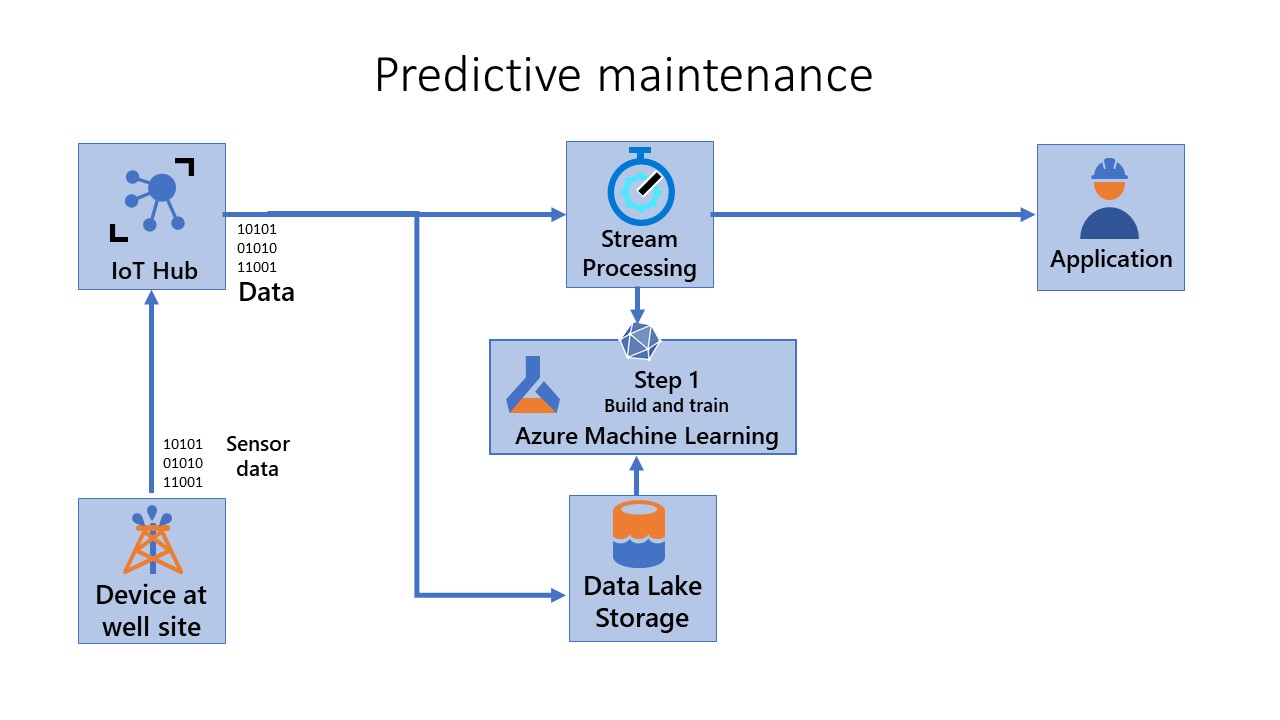 Predictive maintenance
IoT Hub
10101
01010
11001
Data
Stream
Processing
Application
Step 1
Build and train
Azure Machine Learning
10101
01010
11001
Sensor
data
Device at
well site
Data Lake
Storage